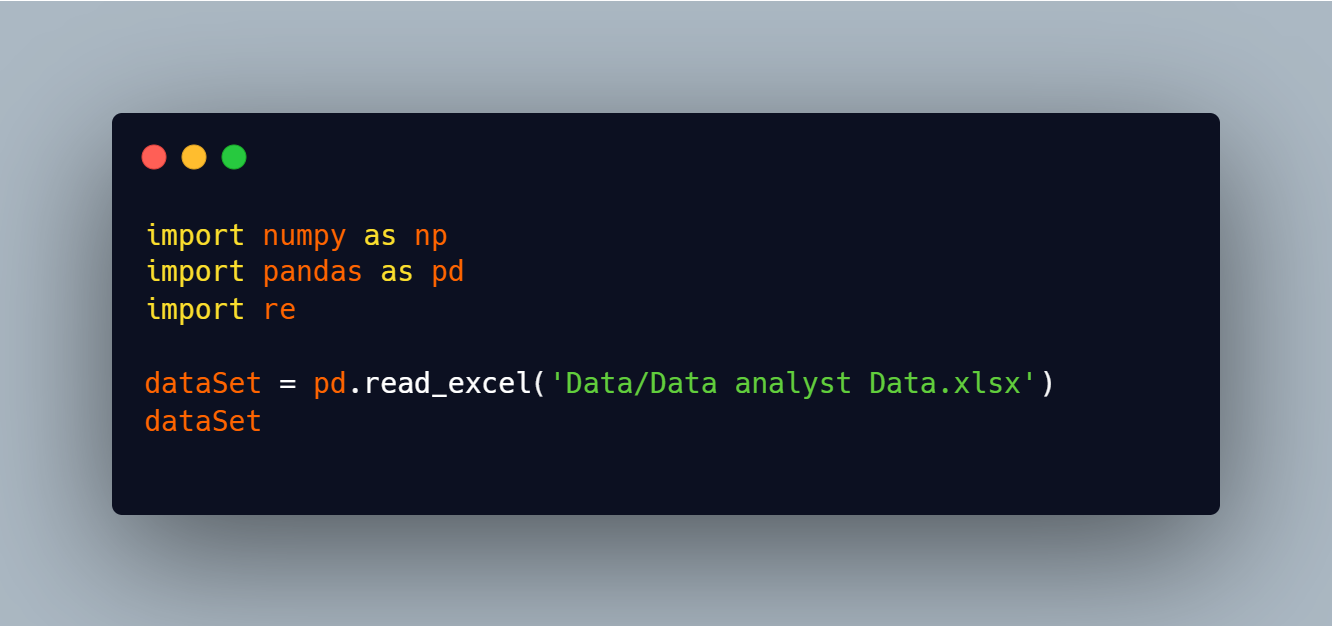 import numpy as np
import pandas as pd
import re
dataSet = pd.read_excel('Data/Data analyst Data.xlsx')
dataSet